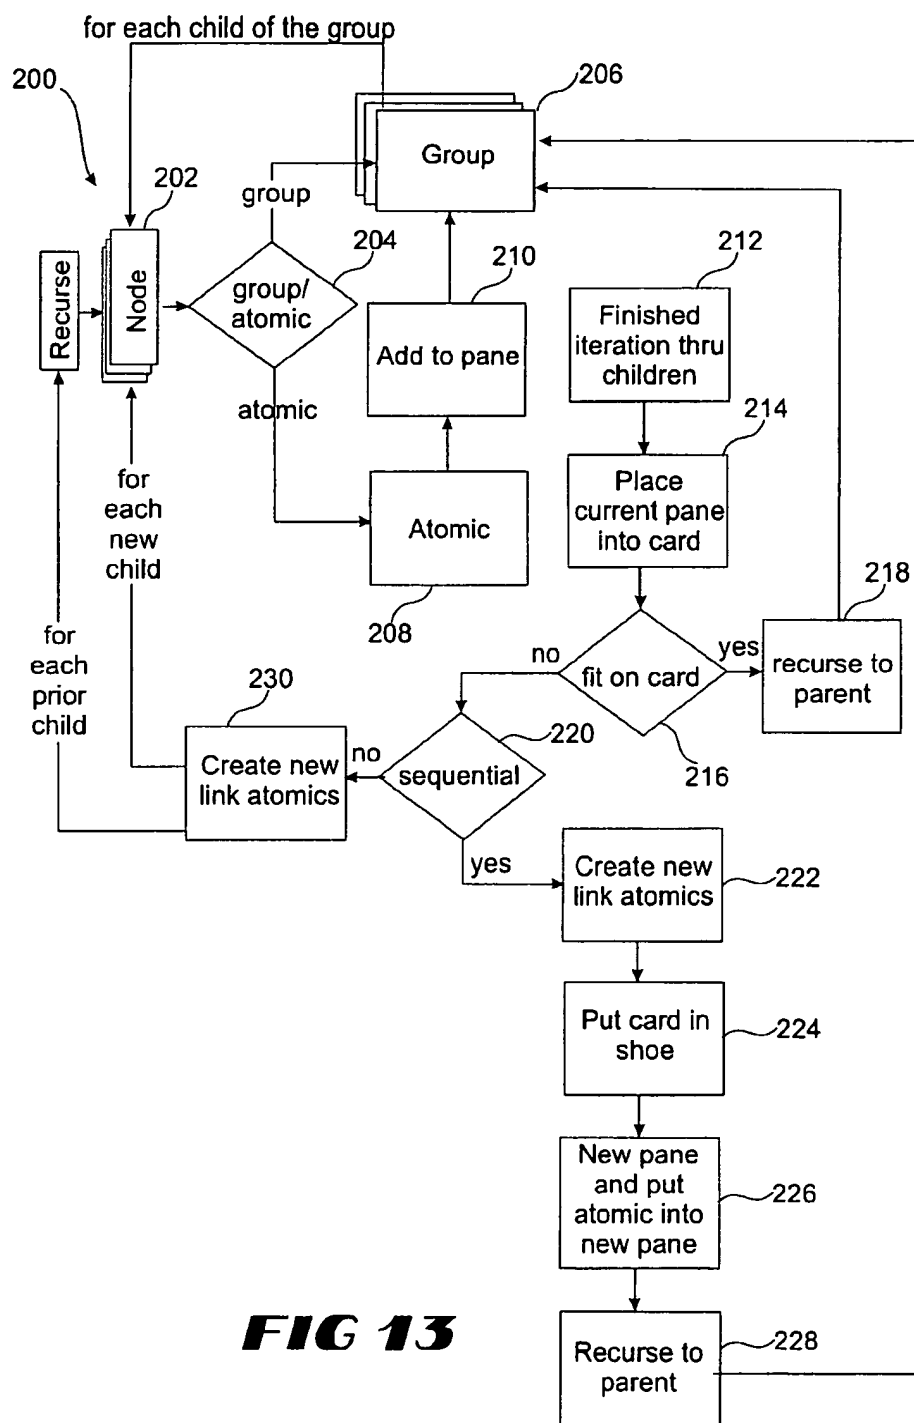 for each child of the group
200
206
Group
group
202
Recurse
Node
204
group/
atomic
210
212
Add to pane
Finished
iteration thru
children
atomic
214
for
each
new
child
Atomic
Place
current pane
into card
208
218
for
each
prior
child
no
fit on card
yes
recurse to
parent
216
230
220
Create new
link atomics
no
sequential
yes
Create new
link atomics
222
Put card in
shoe
224
New pane
and put
atomic into
new pane
226
FIG 13
Recurse to
parent
228